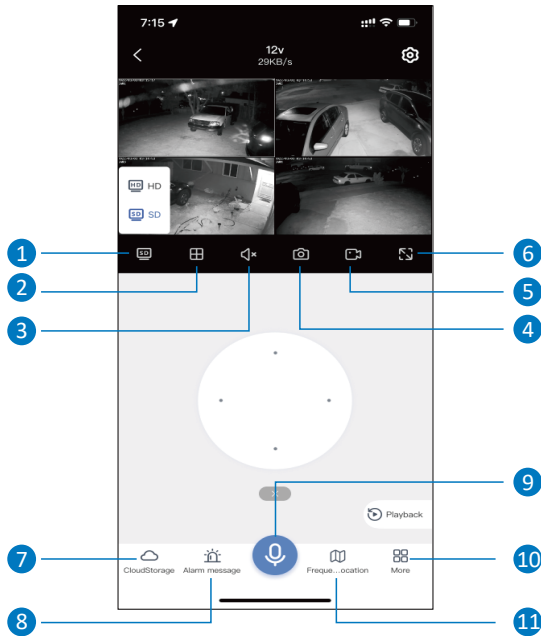 7:15
12v
29KB/s
HD HD
SD SD
1
SD
6
2
5
3
4
9
Playback
7
CloudStorage
Alarm message
Freque...ocation
More
10
8
11